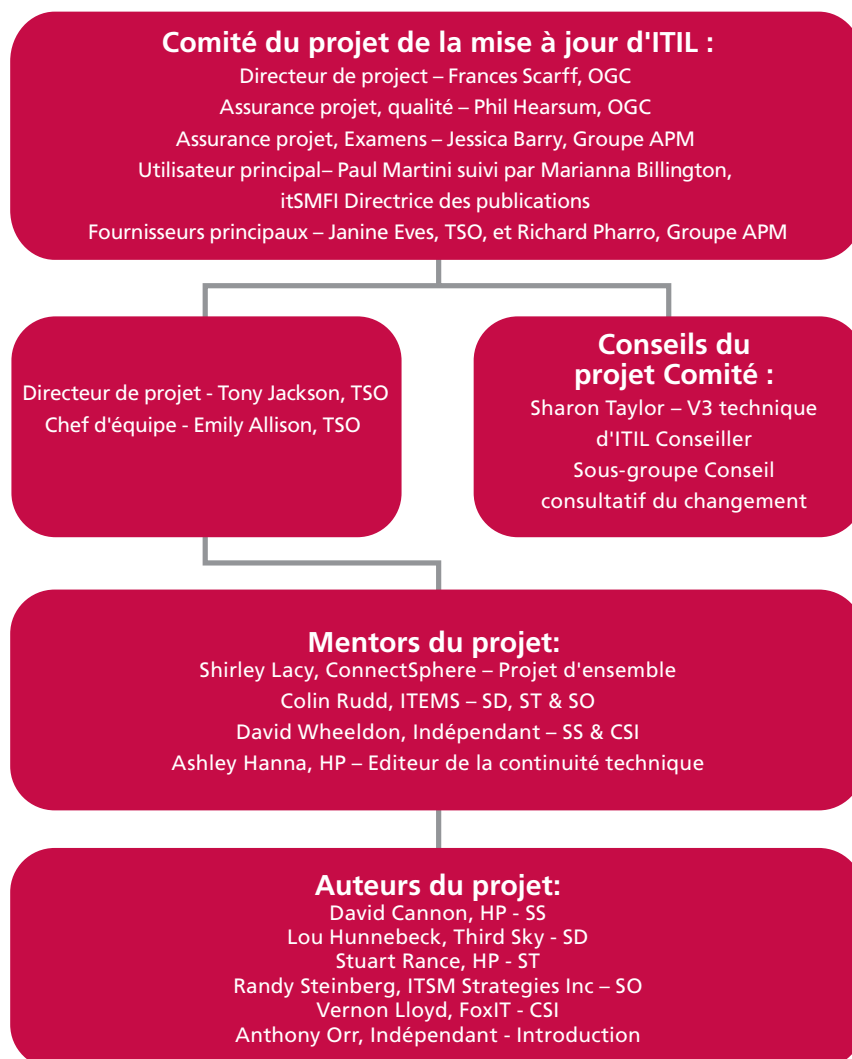 Comité du projet de la mise à jour d'ITIL :
Directeur de project – Frances Scarff, OGC
Assurance projet, qualité – Phil Hearsum, OGC
Assurance projet, Examens – Jessica Barry, Groupe APM
Utilisateur principal– Paul Martini suivi par Marianna Billington,
itSMFI Directrice des publications
Fournisseurs principaux – Janine Eves, TSO, et Richard Pharro, Groupe APM
Directeur de projet - Tony Jackson, TSO
Chef d'équipe - Emily Allison, TSO
Conseils du
projet Comité :
Sharon Taylor – V3 technique
d'ITIL Conseiller
Sous-groupe Conseil
consultatif du changement
Mentors du projet:
Shirley Lacy, ConnectSphere – Projet d'ensemble
Colin Rudd, ITEMS – SD, ST & SO
David Wheeldon, Indépendant – SS & CSI
Ashley Hanna, HP – Editeur de la continuité technique
Auteurs du projet:
David Cannon, HP - SS
Lou Hunnebeck, Third Sky - SD
Stuart Rance, HP - ST
Randy Steinberg, ITSM Strategies Inc – SO
Vernon Lloyd, FoxIT - CSI
Anthony Orr, Indépendant - Introduction